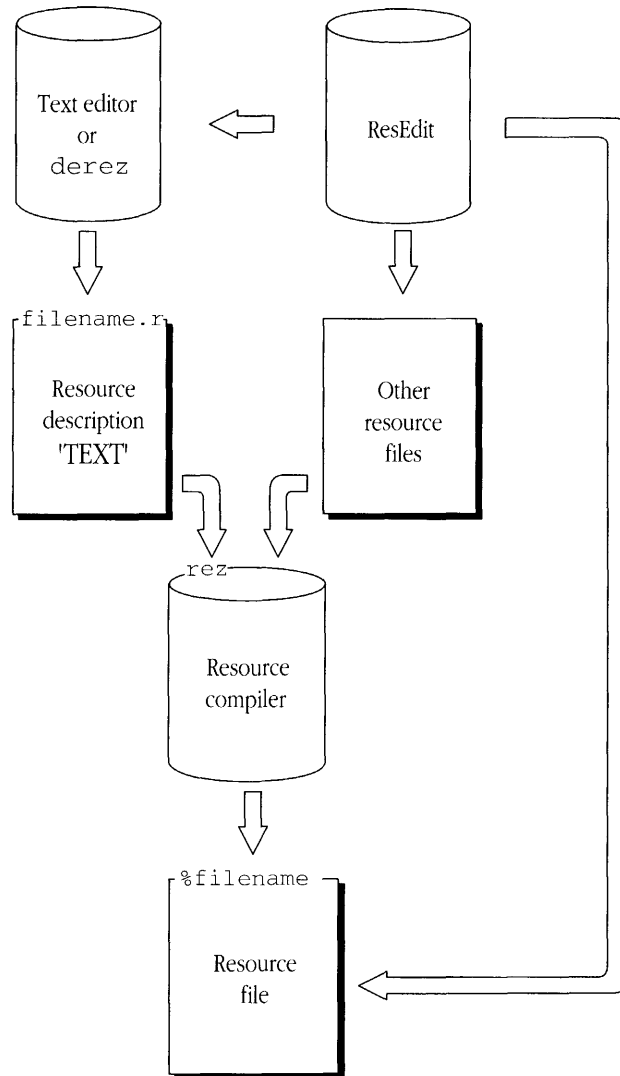 Text editor
or
derez
ResEdit
filename.r
Resource
description
'TEXT'
Other
resource
files
rez
Resource
compiler
%filename
Resource
file